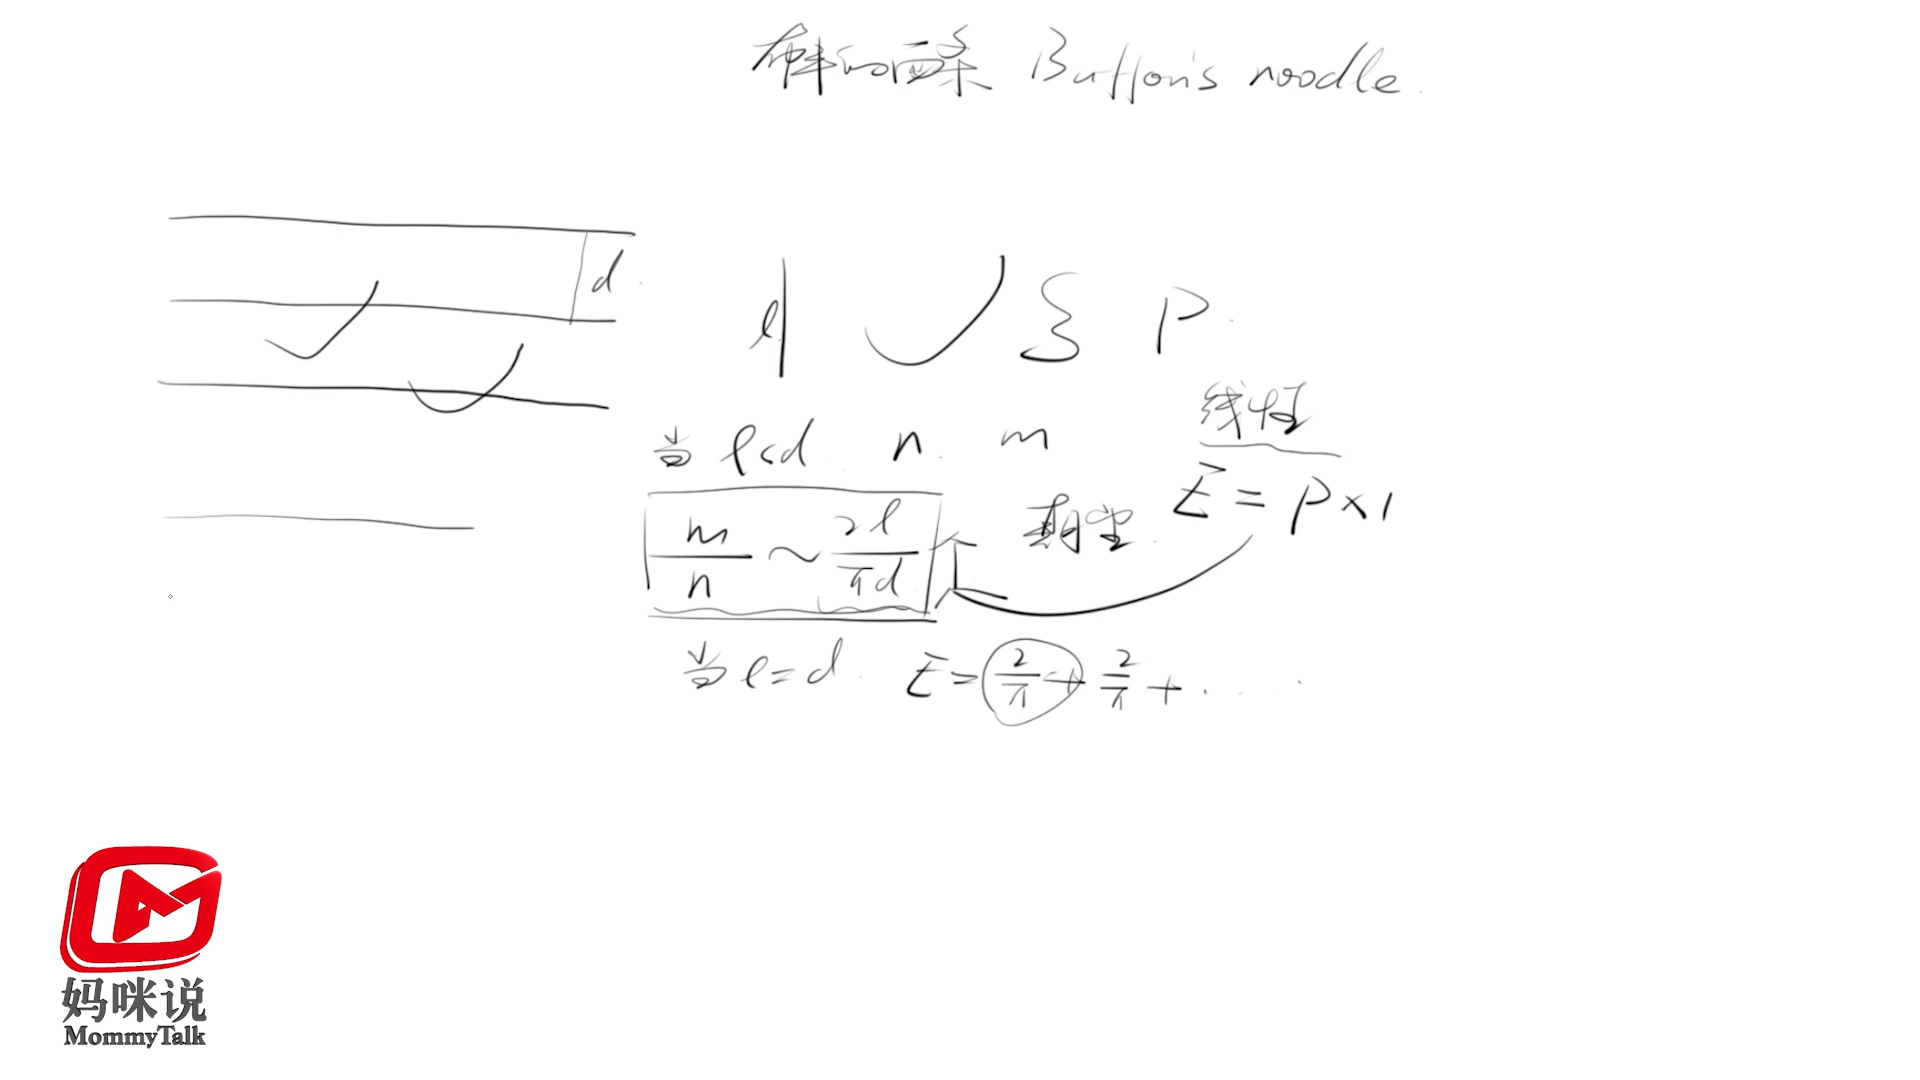 布丰的面条 Buffon's noodle.
d
l P
线性
当 l<d n m
m/n ~ 2l/πd
期望 E = P×1
当 l=d E = 2/π + 2/π + ......
妈咪说
MommyTalk